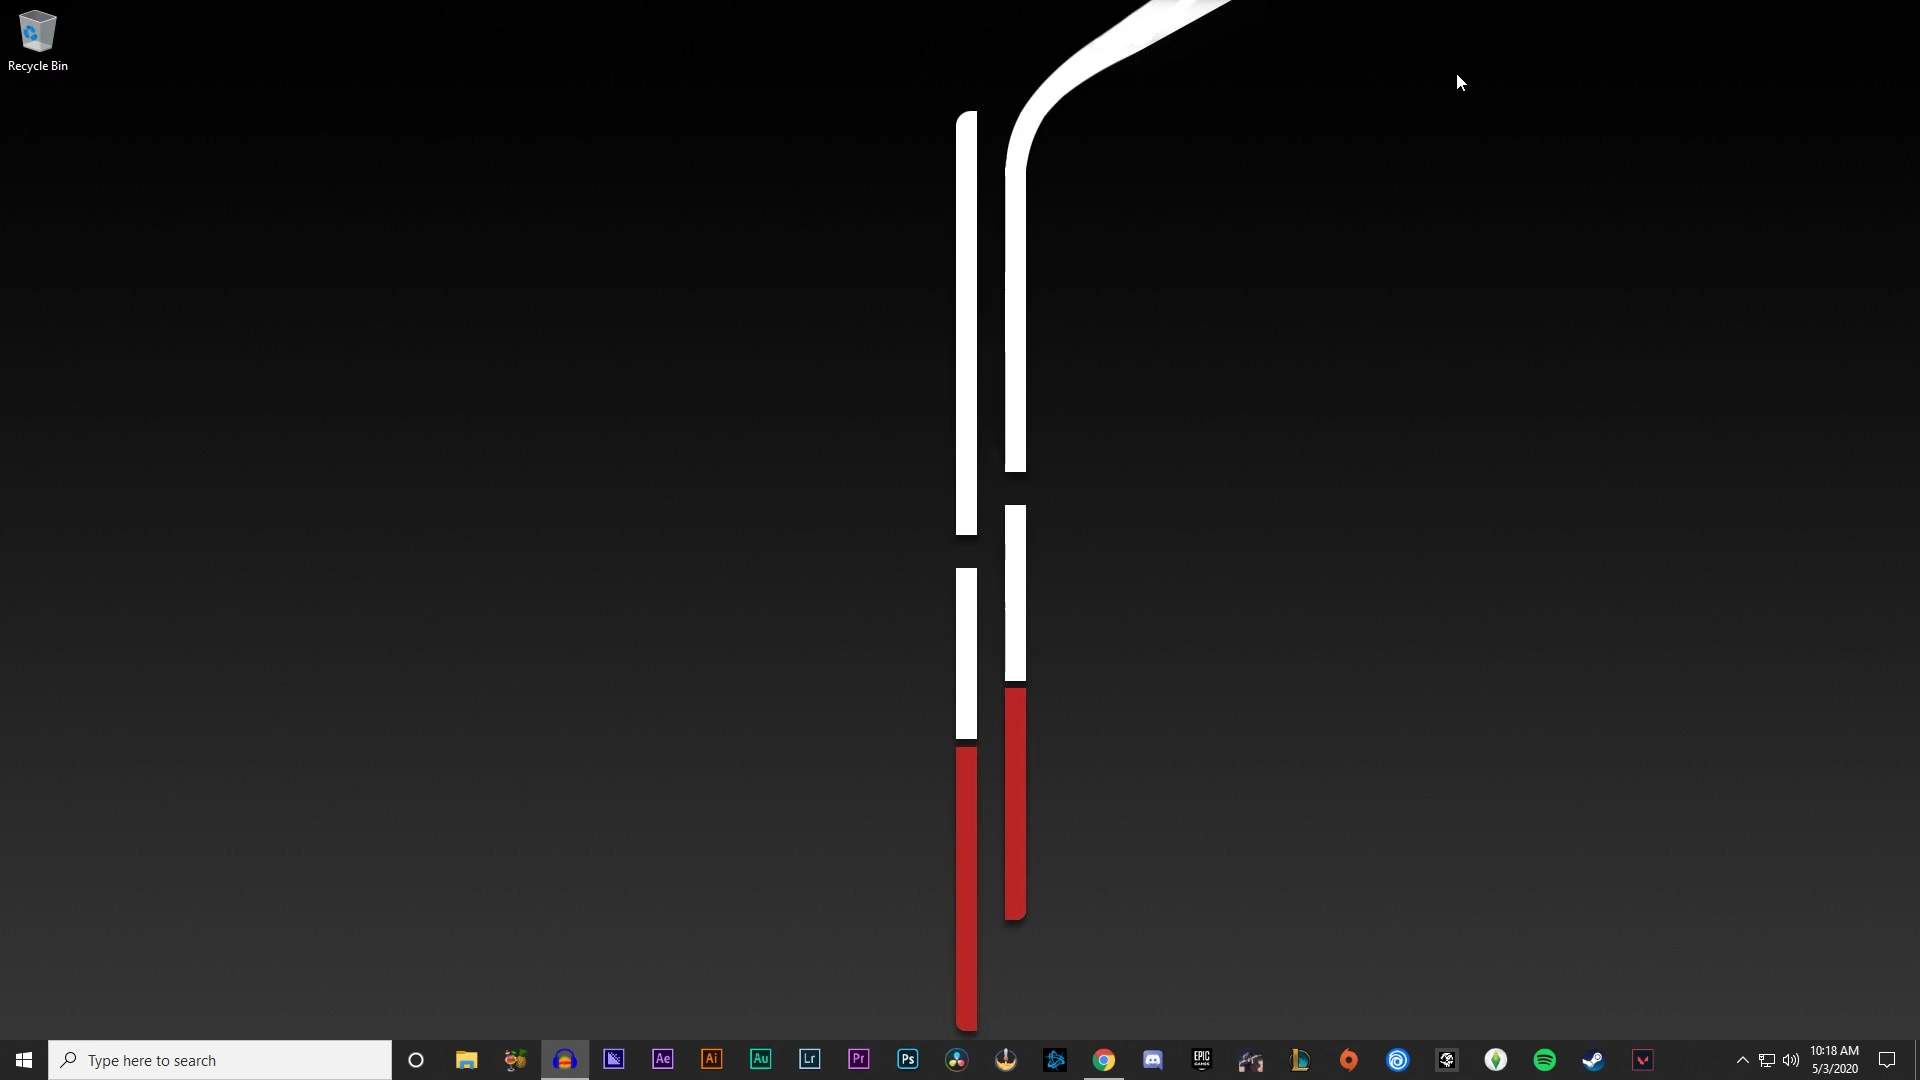 Recycle Bin
Type here to search
Ae
Ai
Au
Lr
Pr
Ps
EPIC
GAMES
10:18 AM
5/3/2020